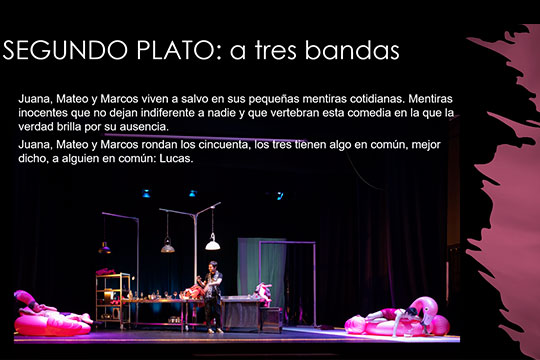 SEGUNDO PLATO: a tres bandas
Juana, Mateo y Marcos viven a salvo en sus pequeñas mentiras cotidianas. Mentiras
inocentes que no dejan indiferente a nadie y que vertebran esta comedia en la que la
verdad brilla por su ausencia.
Juana, Mateo y Marcos rondan los cincuenta, los tres tienen algo en común, mejor
dicho, a alguien en común: Lucas.